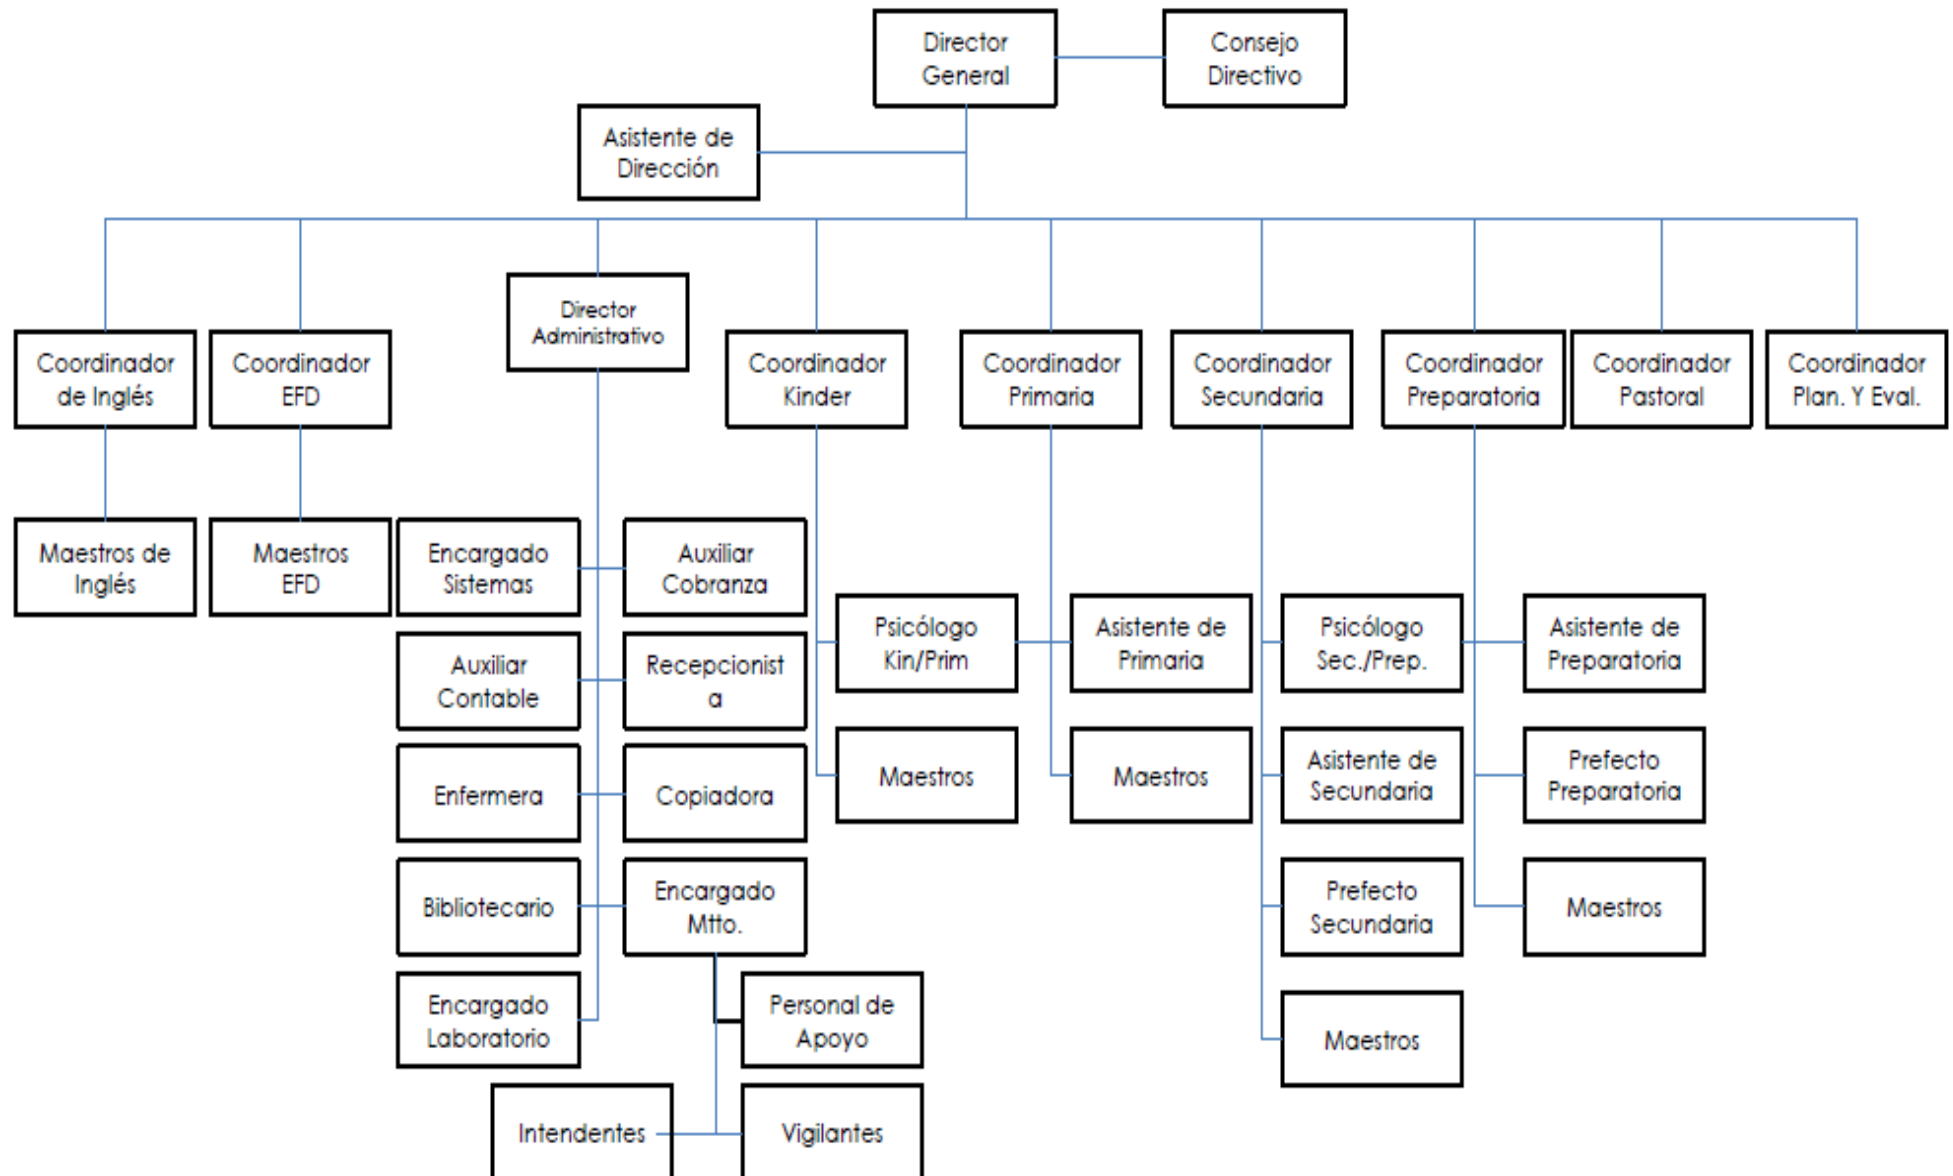 Director
General
Consejo
Directivo
Asistente de
Dirección
Director
Administrativo
Coordinador
de Inglés
Coordinador
EFD
Coordinador
Kinder
Coordinador
Primaria
Coordinador
Secundaria
Coordinador
Preparatoria
Coordinador
Pastoral
Coordinador
Plan. Y Eval.
Maestros de
Inglés
Maestros
EFD
Encargado
Sistemas
Auxiliar
Cobranza
Psicólogo
Kin/Prim
Asistente de
Primaria
Psicólogo
Sec./Prep.
Asistente de
Preparatoria
Auxiliar
Contable
Recepcionist
a
Maestros
Maestros
Asistente de
Secundaria
Prefecto
Preparatoria
Enfermera
Copiadora
Bibliotecario
Encargado
Mtto.
Prefecto
Secundaria
Maestros
Encargado
Laboratorio
Personal de
Apoyo
Maestros
Intendentes
Vigilantes